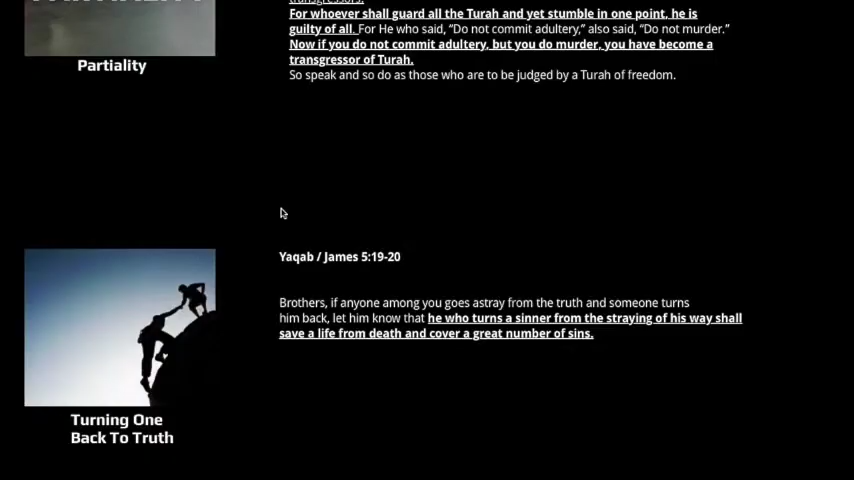 transgressors.
For whoever shall guard all the Turah and yet stumble in one point, he is
guilty of all. For He who said, “Do not commit adultery,” also said, “Do not murder.”
Now if you do not commit adultery, but you do murder, you have become a
transgressor of Turah.
So speak and so do as those who are to be judged by a Turah of freedom.
Partiality
Yaqab / James 5:19-20
Brothers, if anyone among you goes astray from the truth and someone turns
him back, let him know that he who turns a sinner from the straying of his way shall
save a life from death and cover a great number of sins.
Turning One
Back To Truth